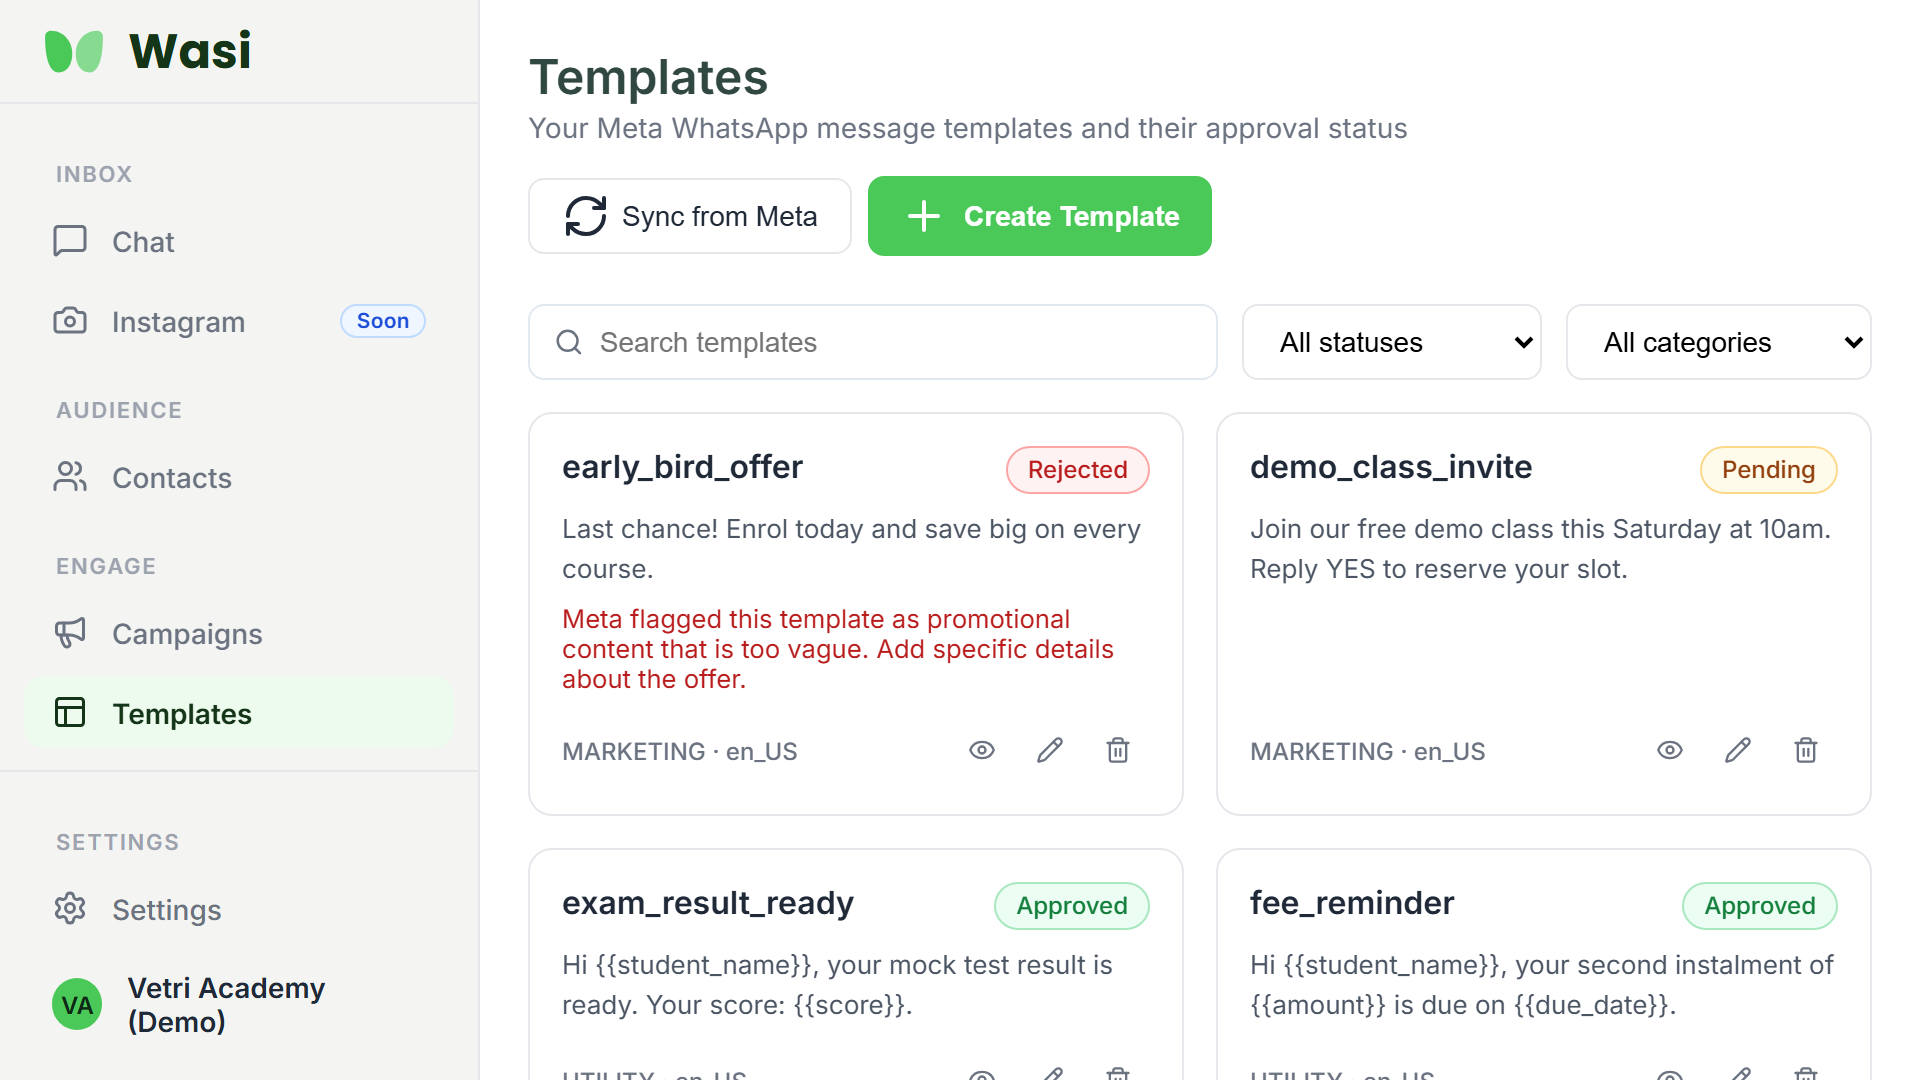 Wasi
INBOX
Chat
Instagram
Soon
AUDIENCE
Contacts
ENGAGE
Campaigns
Templates
SETTINGS
Settings
VA
Vetri Academy
(Demo)
Templates
Your Meta WhatsApp message templates and their approval status
Sync from Meta
Create Template
Search templates
All statuses
All categories
early_bird_offer
Rejected
Last chance! Enrol today and save big on every
course.
Meta flagged this template as promotional
content that is too vague. Add specific details
about the offer.
MARKETING · en_US
demo_class_invite
Pending
Join our free demo class this Saturday at 10am.
Reply YES to reserve your slot.
MARKETING · en_US
exam_result_ready
Approved
Hi {{student_name}}, your mock test result is
ready. Your score: {{score}}.
UTILITY · en_US
fee_reminder
Approved
Hi {{student_name}}, your second instalment of
{{amount}} is due on {{due_date}}.
UTILITY · en_US